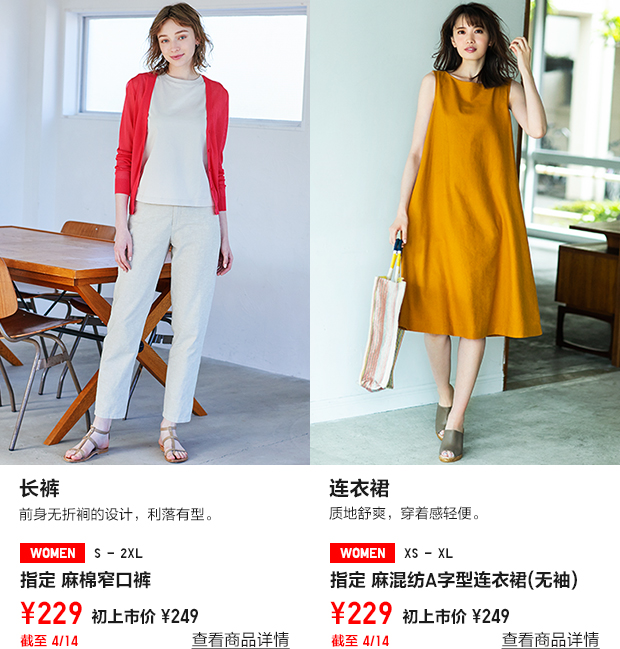 长裤
前身无折裥的设计，利落有型。
WOMEN S - 2XL
指定 麻棉窄口裤
¥229 初上市价 ¥249
截至 4/14 查看商品详情
连衣裙
质地舒爽，穿着感轻便。
WOMEN XS - XL
指定 麻混纺A字型连衣裙(无袖)
¥229 初上市价 ¥249
截至 4/14 查看商品详情